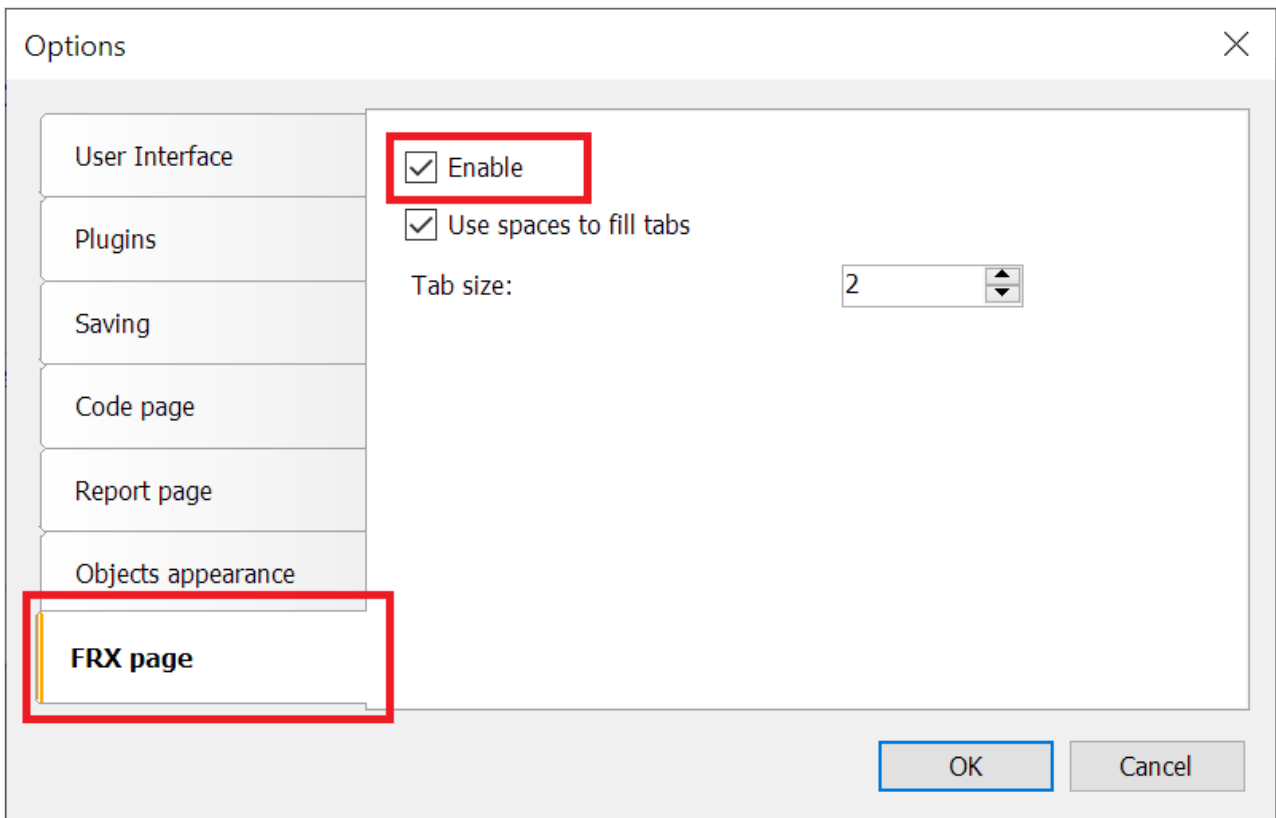 Options
User Interface
Plugins
Saving
Code page
Report page
Objects appearance
FRX page
Enable
Use spaces to fill tabs
Tab size:
2
OK
Cancel